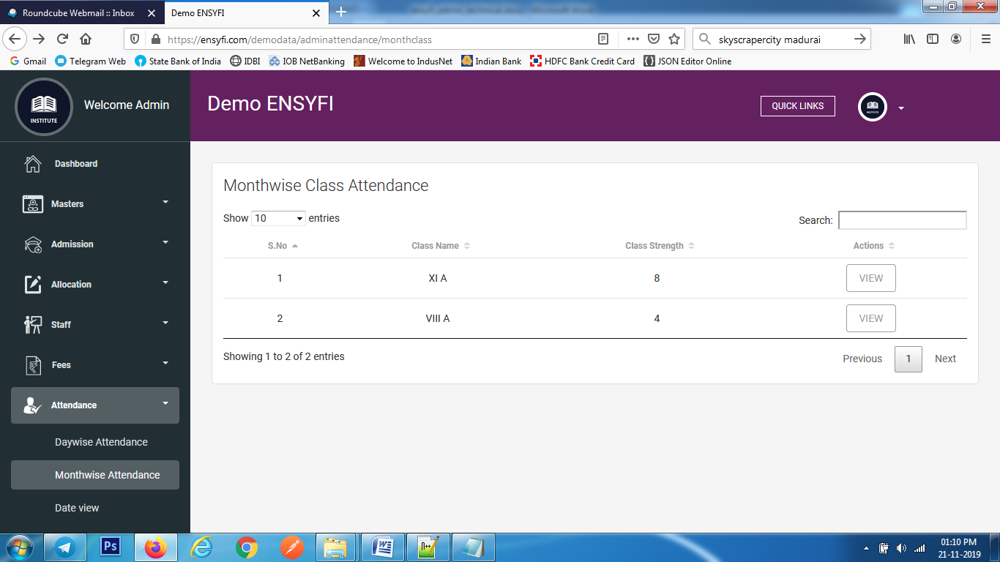 Roundcube Webmail :: Inbox
Demo ENSYFI
https://ensyfi.com/demodata/adminattendance/monthclass
skyscrapercity madurai
Gmail
Telegram Web
State Bank of India
IDBI
IOB NetBanking
Welcome to IndusNet
Indian Bank
HDFC Bank Credit Card
JSON Editor Online
INSTITUTE
Welcome Admin
Demo ENSYFI
QUICK LINKS
INSTITUTE
Dashboard
Masters
Admission
Allocation
Staff
Fees
Attendance
Daywise Attendance
Monthwise Attendance
Date view
Monthwise Class Attendance
Show 10 entries
Search:
S.No Class Name Class Strength Actions
1 XI A 8 VIEW
2 VIII A 4 VIEW
Showing 1 to 2 of 2 entries
Previous 1 Next
Ps
W
01:10 PM
21-11-2019